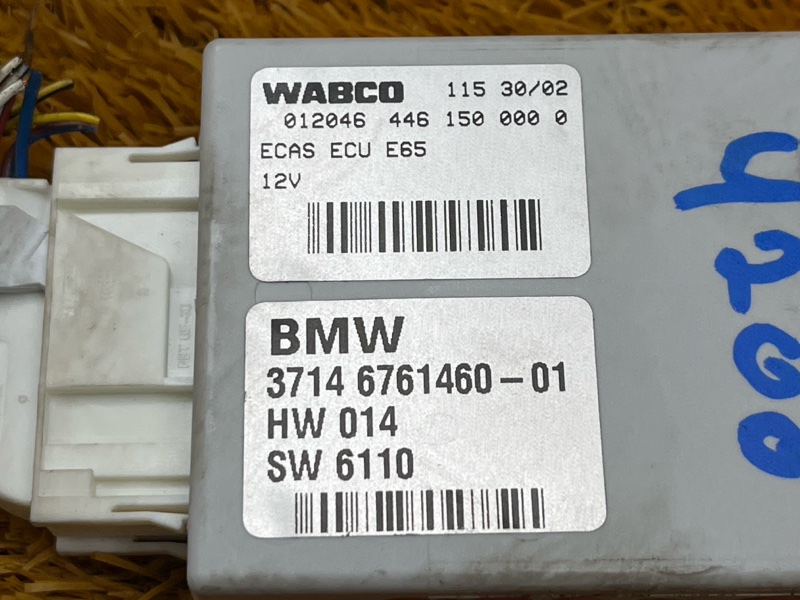 WABCO 115 30/02
012046 446 150 000 0
ECAS ECU E65
12V
BMW
3714 6761460-01
HW 014
SW 6110
4200